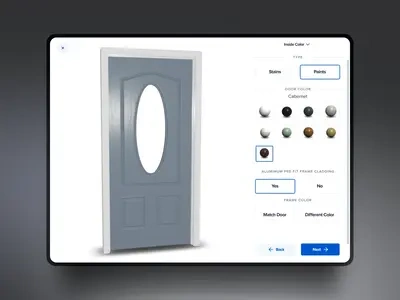 Inside Color
TYPE
Stains
Paints
DOOR COLOR
Cabernet
ALUMINUM PRE FIT FRAME CLADDING
Yes
No
FRAME COLOR
Match Door
Different Color
Back
Next